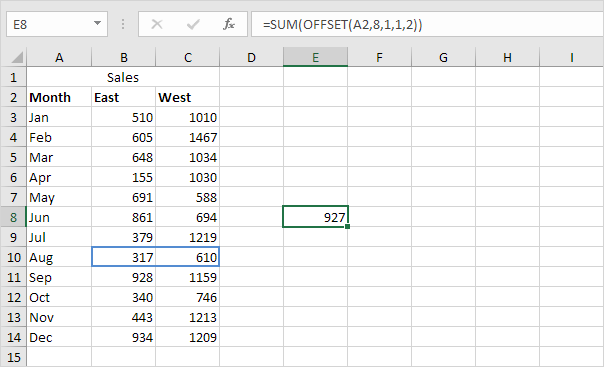 E8 fx =SUM(OFFSET(A2,8,1,1,2))
A B C D E F G H I
1 Sales
2 Month East West
3 Jan 510 1010
4 Feb 605 1467
5 Mar 648 1034
6 Apr 155 1030
7 May 691 588
8 Jun 861 694 927
9 Jul 379 1219
10 Aug 317 610
11 Sep 928 1159
12 Oct 340 746
13 Nov 443 1213
14 Dec 934 1209
15